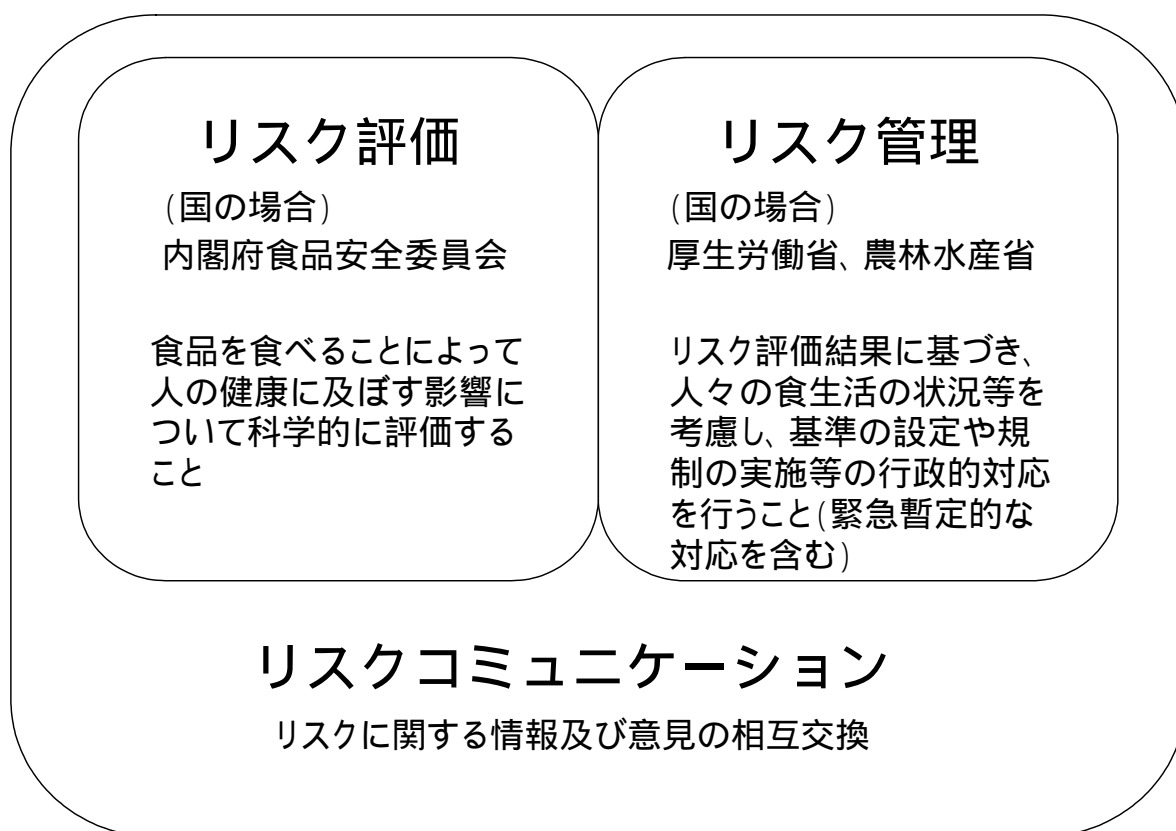 リスク評価
(国の場合)
内閣府食品安全委員会
食品を食べることによって
人の健康に及ぼす影響に
ついて科学的に評価する
こと
リスク管理
(国の場合)
厚生労働省、農林水産省
リスク評価結果に基づき、
人々の食生活の状況等を
考慮し、基準の設定や規
制の実施等の行政的対応
を行うこと(緊急暫定的な
対応を含む)
リスクコミュニケーション
リスクに関する情報及び意見の相互交換